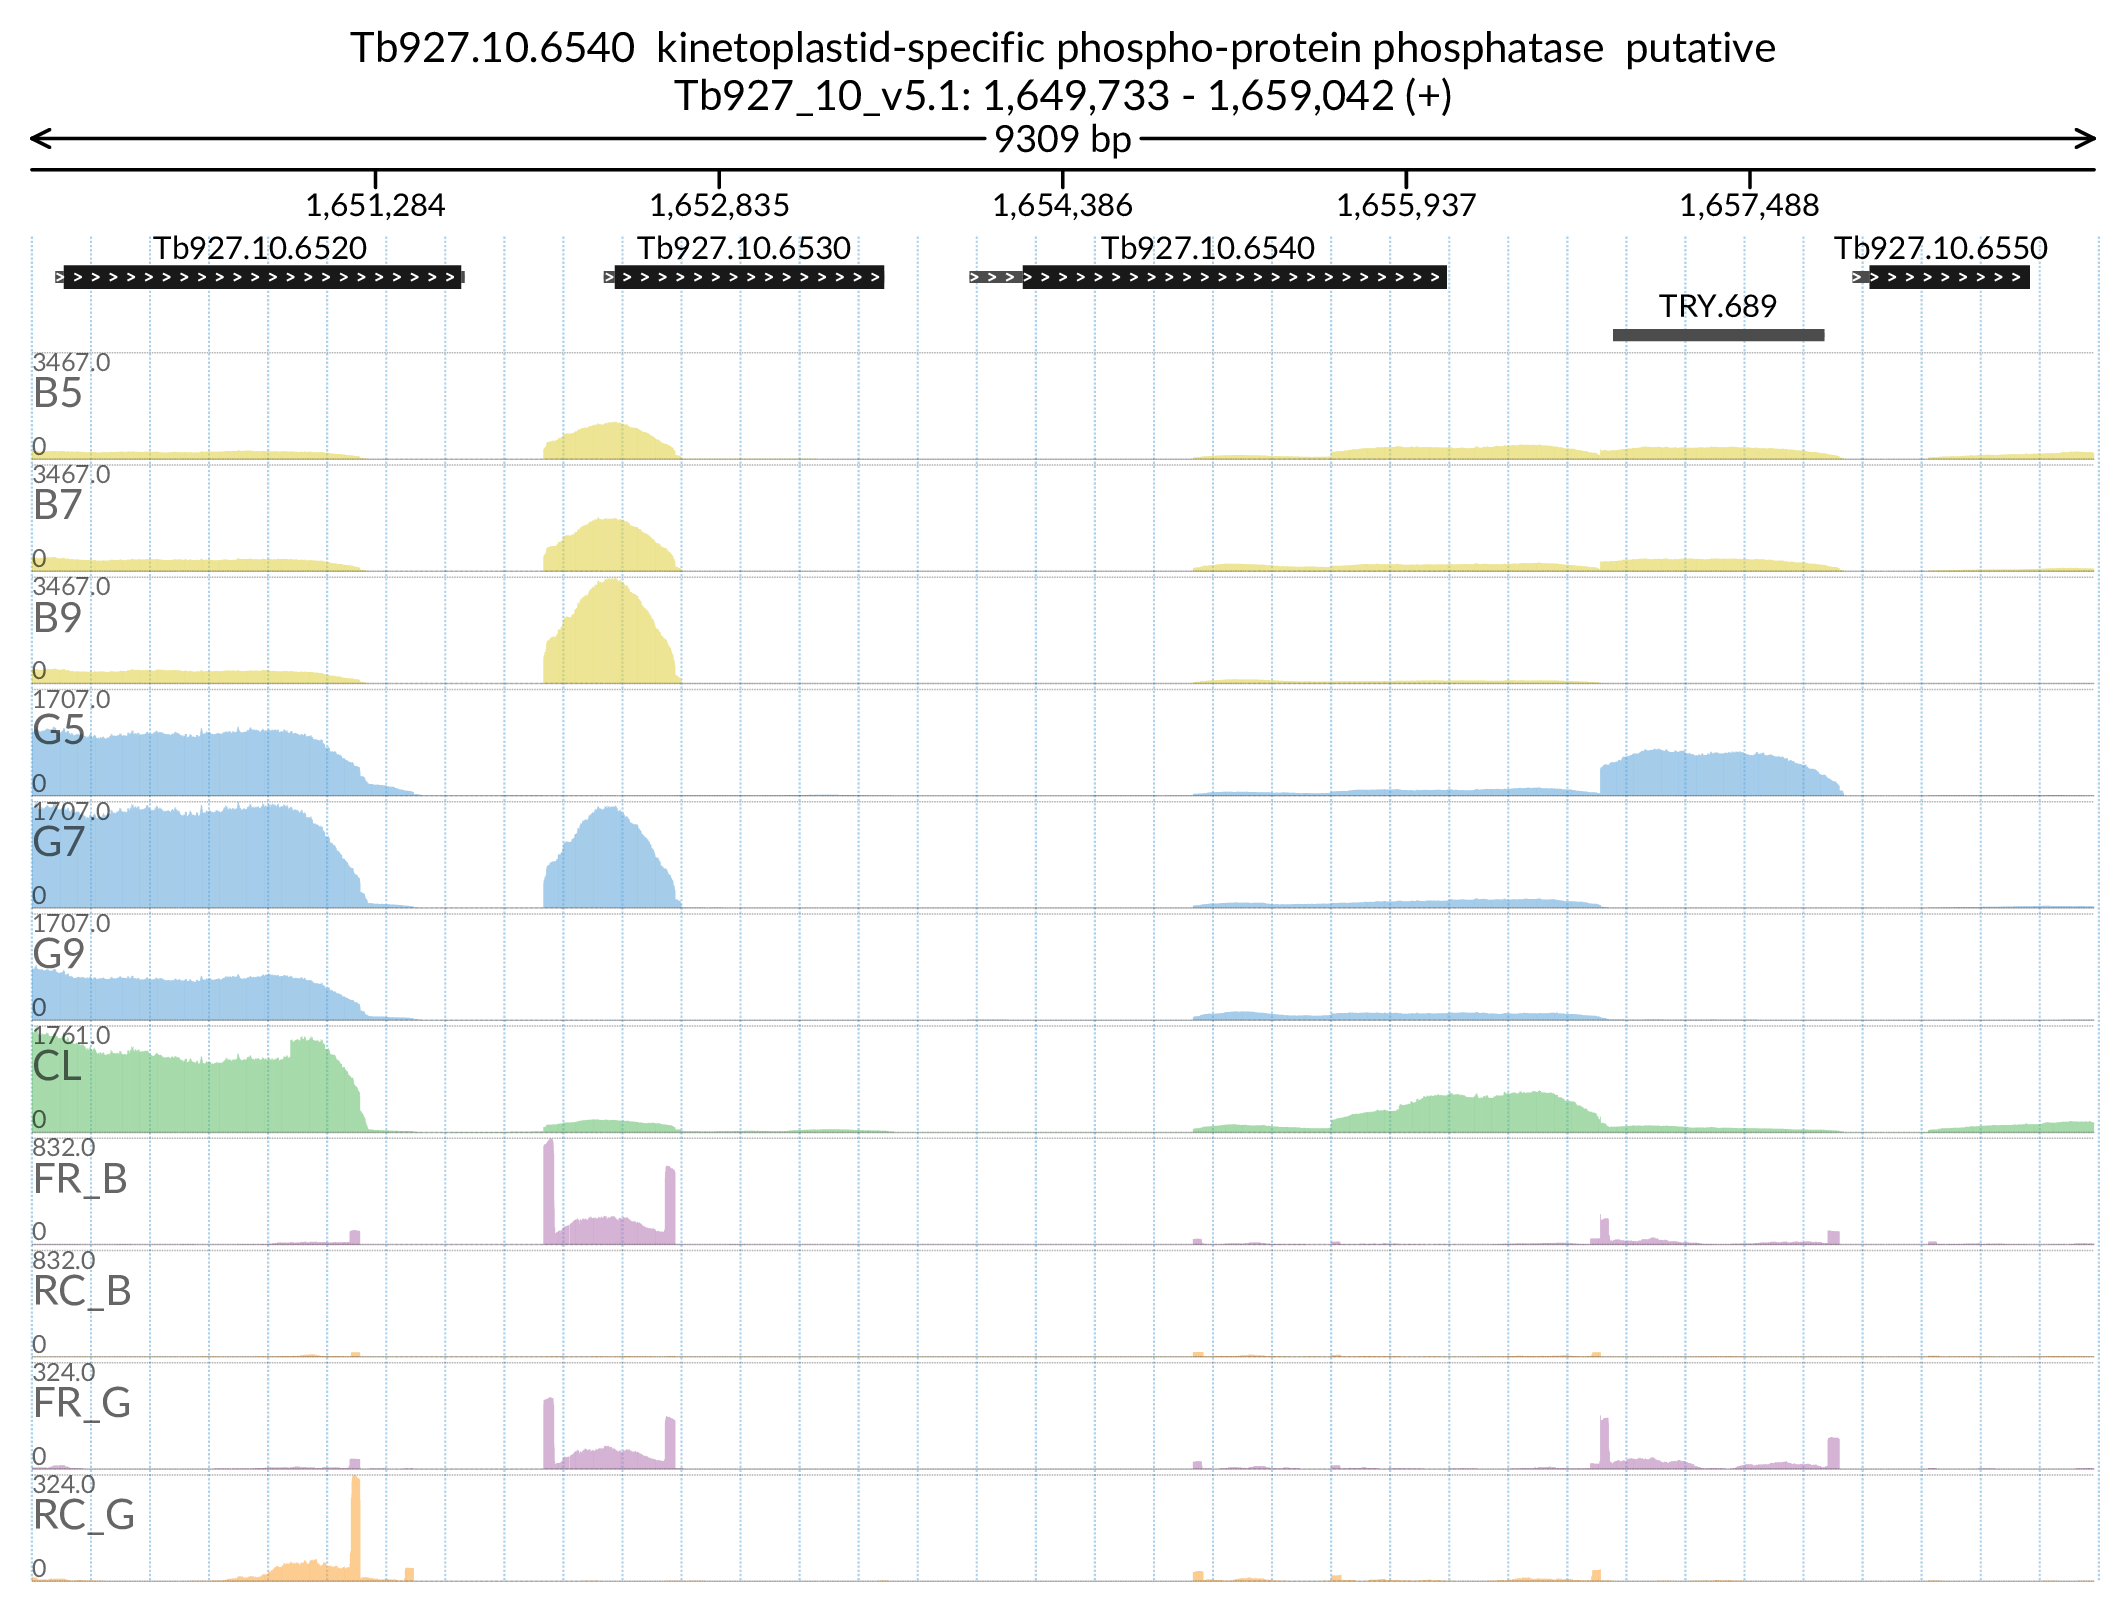 Tb927.10.6540  kinetoplastid-specific phospho-protein phosphatase  putative
Tb927_10_v5.1: 1,649,733 - 1,659,042 (+)
9309 bp
1,651,284 1,652,835 1,654,386 1,655,937 1,657,488
Tb927.10.6520 Tb927.10.6530 Tb927.10.6540 Tb927.10.6550
TRY.689
3467.0
B5
0
3467.0
B7
0
3467.0
B9
0
1707.0
G5
0
1707.0
G7
0
1707.0
G9
0
1761.0
CL
0
832.0
FR_B
0
832.0
RC_B
0
324.0
FR_G
0
324.0
RC_G
0